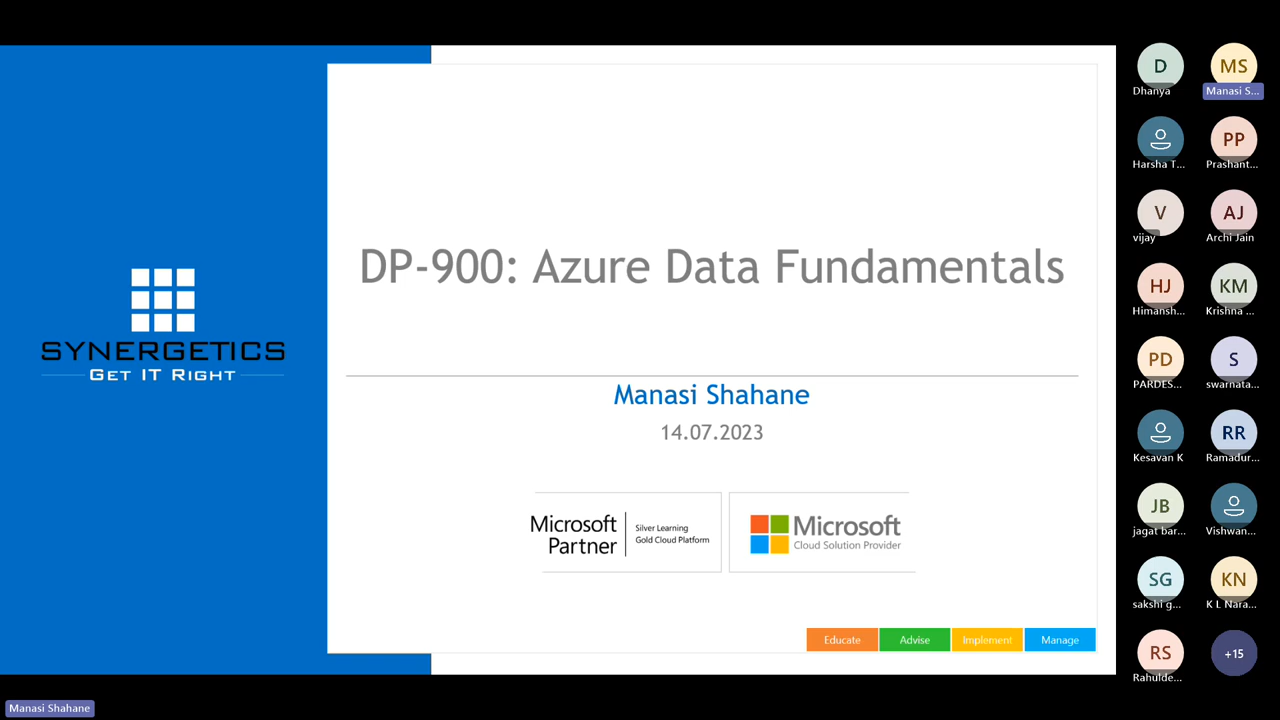 SYNERGETICS
GET IT RIGHT
DP-900: Azure Data Fundamentals
Manasi Shahane
14.07.2023
Microsoft
Partner
Silver Learning
Gold Cloud Platform
Microsoft
Cloud Solution Provider
Educate
Advise
Implement
Manage
D
Dhanya
MS
Manasi S...
Harsha T...
PP
Prashant...
V
vijay
AJ
Archi Jain
HJ
Himansh...
KM
Krishna ...
PD
PARDES...
S
swarnata...
Kesavan K
RR
Ramadur...
JB
jagat bar...
Vishwan...
SG
sakshi g...
KN
K L Nara...
RS
Rahulde...
+15
Manasi Shahane